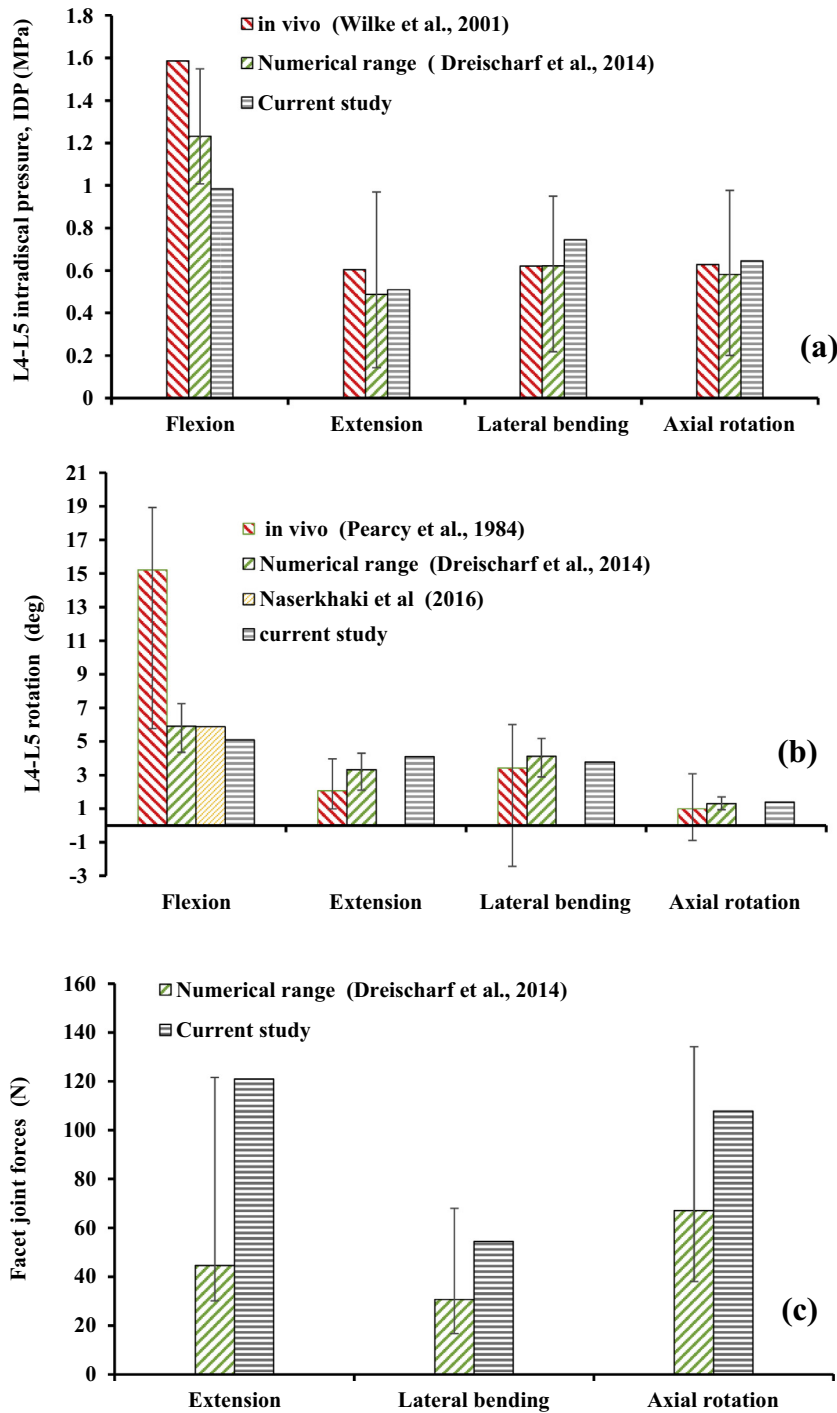 in vivo (Wilke et al., 2001)
Numerical range ( Dreischarf et al., 2014)
Current study
L4-L5 intradiscal pressure, IDP (MPa)
1.8
1.6
1.4
1.2
1
0.8
0.6
0.4
0.2
0
(a)
Flexion Extension Lateral bending Axial rotation
in vivo (Pearcy et al., 1984)
Numerical range (Dreischarf et al., 2014)
Naserkhaki et al (2016)
current study
L4-L5 rotation (deg)
21
19
17
15
13
11
9
7
5
3
1
-1
-3
(b)
Flexion Extension Lateral bending Axial rotation
Numerical range (Dreischarf et al., 2014)
Current study
Facet joint forces (N)
160
140
120
100
80
60
40
20
0
(c)
Extension Lateral bending Axial rotation